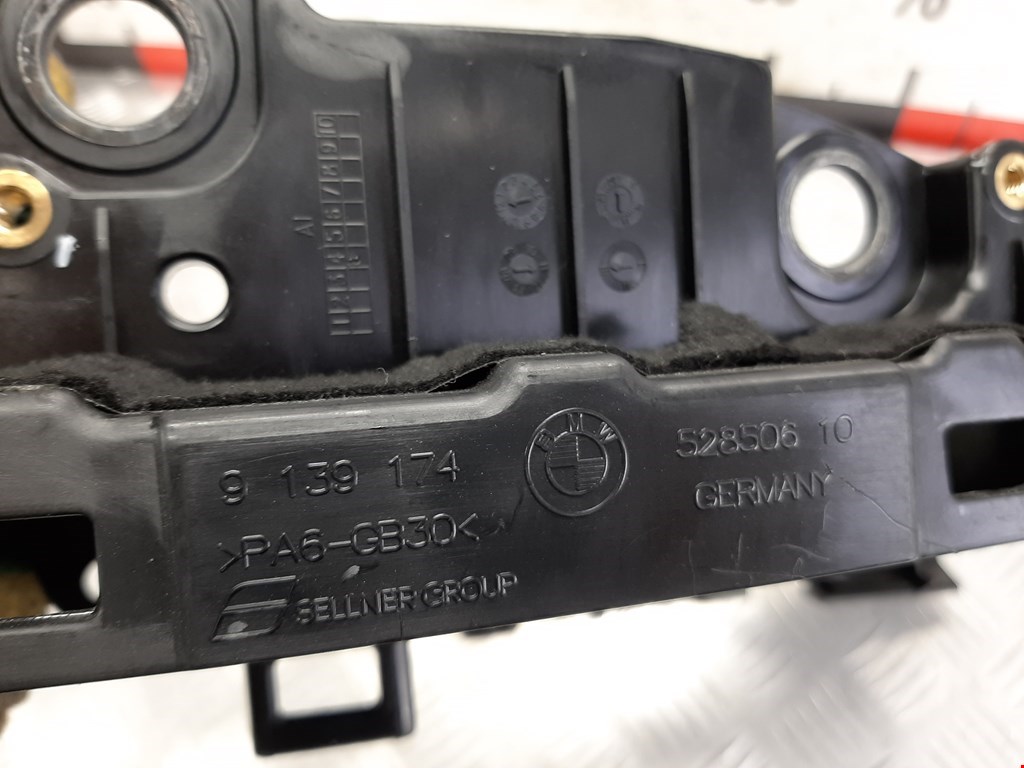 9 139 174
>PA6-GB30<
SELLNER GROUP
BMW
528506 10
GERMANY